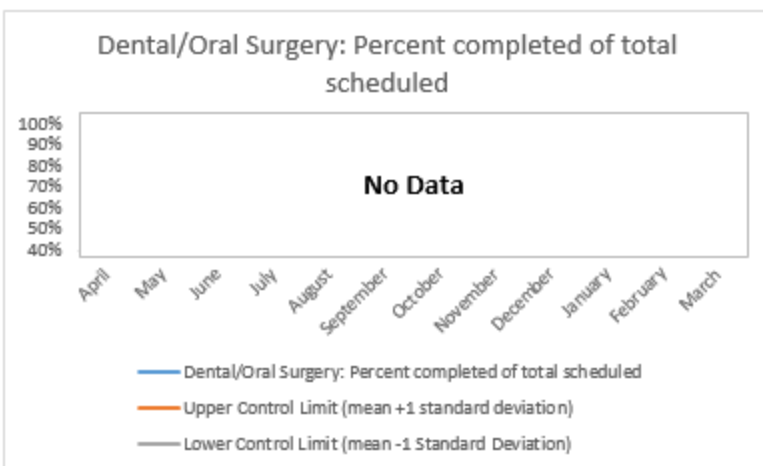 Dental/Oral Surgery: Percent completed of total
scheduled
100%
90%
80%
70%
60%
50%
40%
No Data
April
May
June
July
August
September
October
November
December
January
February
March
Dental/Oral Surgery: Percent completed of total scheduled
Upper Control Limit (mean +1 standard deviation)
Lower Control Limit (mean -1 Standard Deviation)